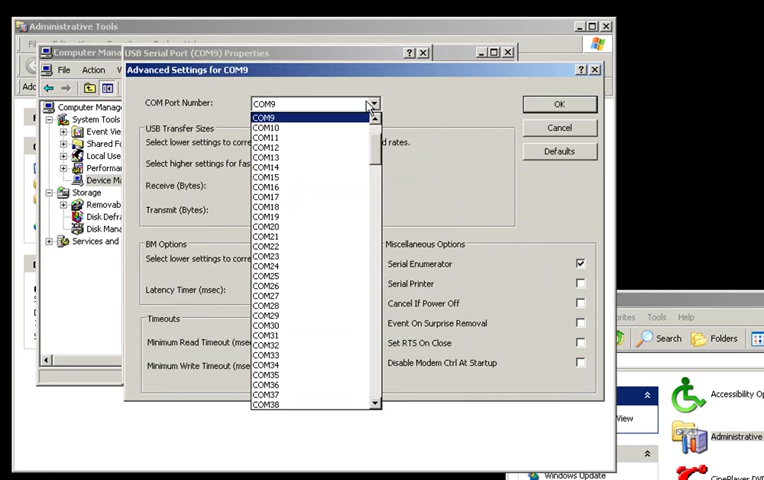 Administrative Tools
Computer Mana
USB Serial Port (COM9) Properties
File Action V
Advanced Settings for COM9
Computer Manag
System Tools
Event Vie
Shared Fo
Local Use
Performa
Device Ma
Storage
Removab
Disk Defra
Disk Mana
Services and
COM Port Number:
COM9
COM9
COM10
COM11
COM12
COM13
COM14
COM15
COM16
COM17
COM18
COM19
COM20
COM21
COM22
COM23
COM24
COM25
COM26
COM27
COM28
COM29
COM30
COM31
COM32
COM33
COM34
COM35
COM36
COM37
COM38
OK
Cancel
Defaults
USB Transfer Sizes
Select lower settings to corre
d rates.
Select higher settings for fas
Receive (Bytes):
Transmit (Bytes):
BM Options
Select lower settings to corre
Latency Timer (msec):
Timeouts
Minimum Read Timeout (mse
Minimum Write Timeout (mse
Miscellaneous Options
Serial Enumerator
Serial Printer
Cancel If Power Off
Event On Surprise Removal
Set RTS On Close
Disable Modem Ctrl At Startup
orites Tools Help
Search Folders
View
Accessibility Op
Administrative
CinePlayer DVD
Windows Update